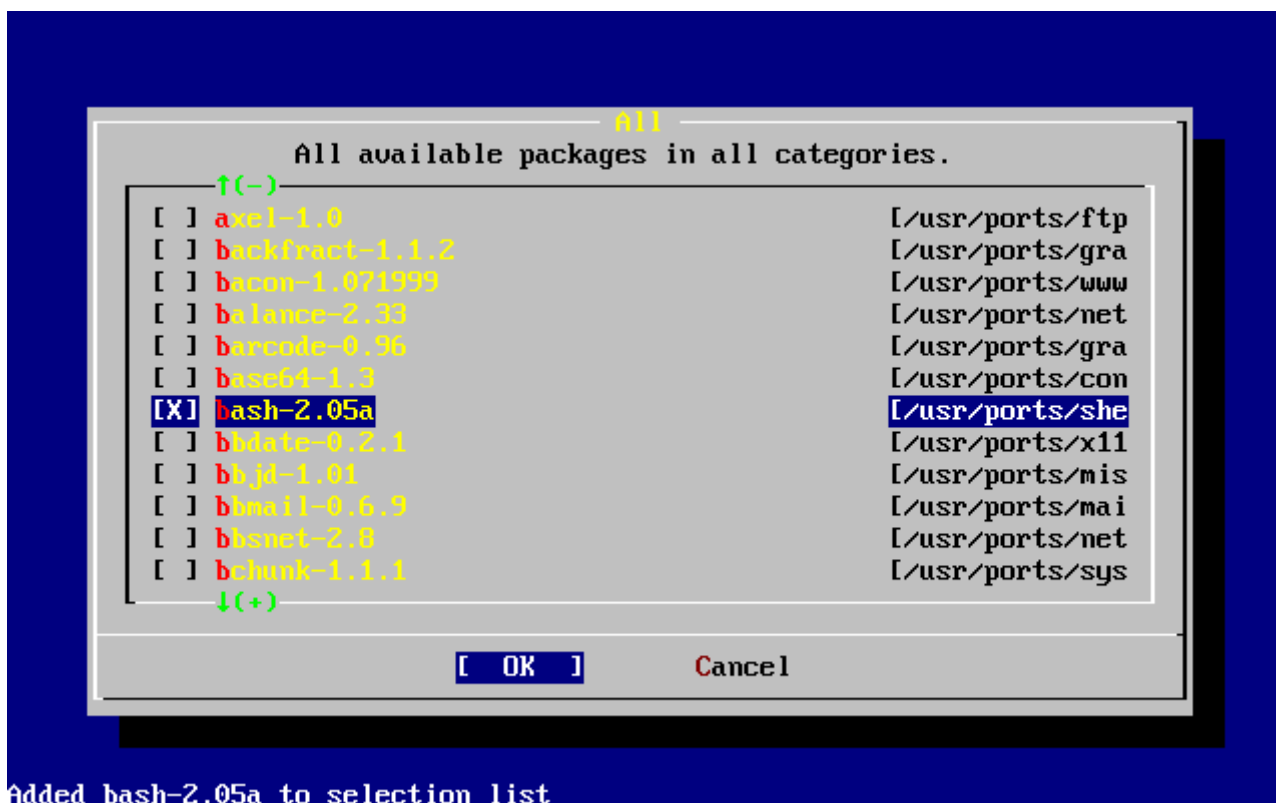 All
All available packages in all categories.
↑(-)
[ ] axel-1.0 [/usr/ports/ftp
[ ] backfract-1.1.2 [/usr/ports/gra
[ ] bacon-1.071999 [/usr/ports/www
[ ] balance-2.33 [/usr/ports/net
[ ] barcode-0.96 [/usr/ports/gra
[ ] base64-1.3 [/usr/ports/con
[X] bash-2.05a [/usr/ports/she
[ ] bbdate-0.2.1 [/usr/ports/x11
[ ] bbjd-1.01 [/usr/ports/mis
[ ] bbmail-0.6.9 [/usr/ports/mai
[ ] bbsnet-2.8 [/usr/ports/net
[ ] bchunk-1.1.1 [/usr/ports/sys
↓(+)
[ OK ] Cancel
Added bash-2.05a to selection list